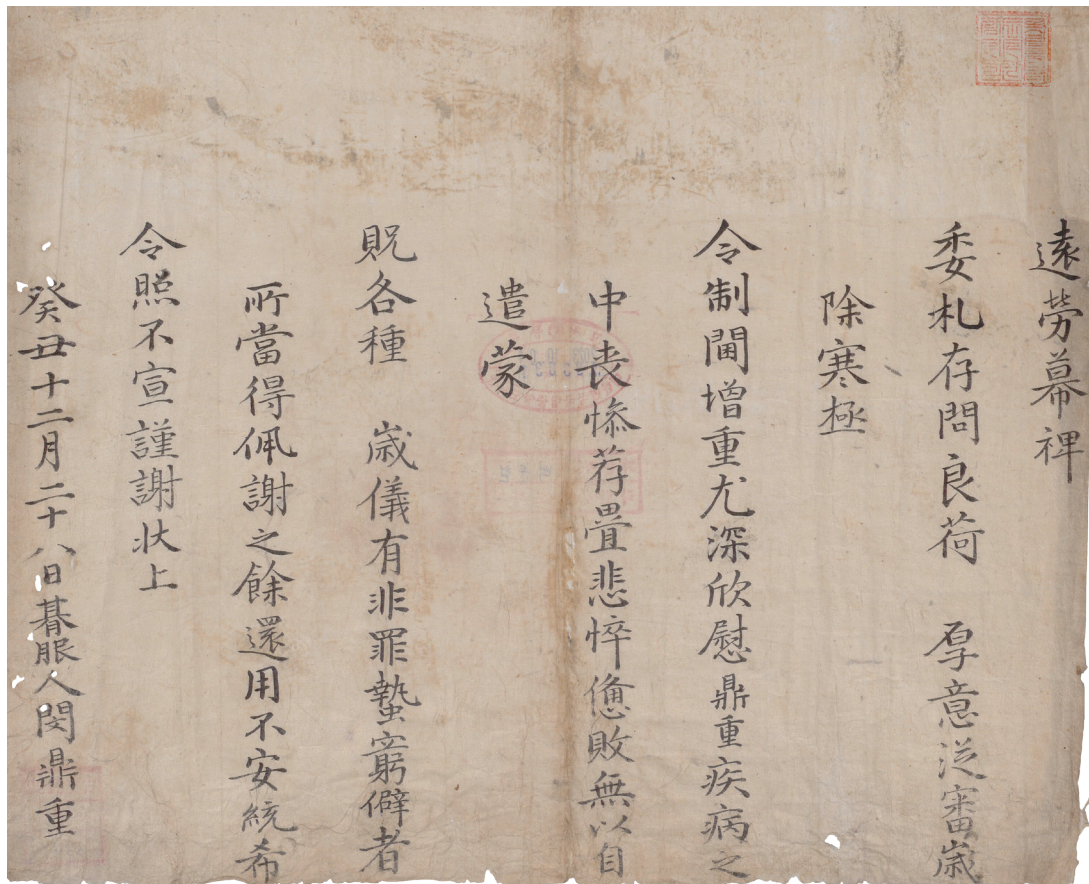 遠勞幕裨
委札存問良荷 厚意從審歲
除寒極
令制閫增重尤深欣慰鼎重疾病之
中喪慘荐疊悲悴憊敗無以自
遣蒙
貺各種 歲儀有非罪蟄窮僻者
所當得佩謝之餘還用不安統希
令照不宣謹謝狀上
癸丑十二月二十八日朞服人閔鼎重